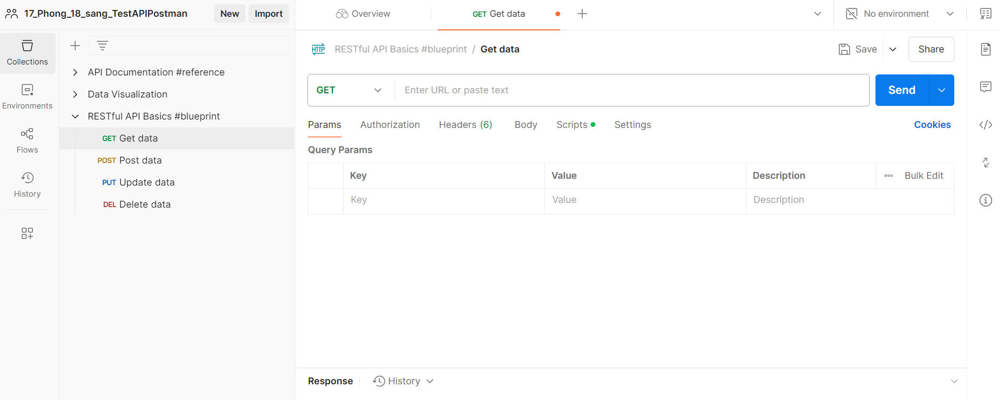 17_Phong_18_sang_TestAPIPostman New Import
Overview GET Get data No environment
Collections
Environments
Flows
History
API Documentation #reference
Data Visualization
RESTful API Basics #blueprint
GET Get data
POST Post data
PUT Update data
DEL Delete data
HTTP RESTful API Basics #blueprint / Get data Save Share
GET Enter URL or paste text Send
Params Authorization Headers (6) Body Scripts Settings Cookies
Query Params
Key Value Description Bulk Edit
Key Value Description
Response History